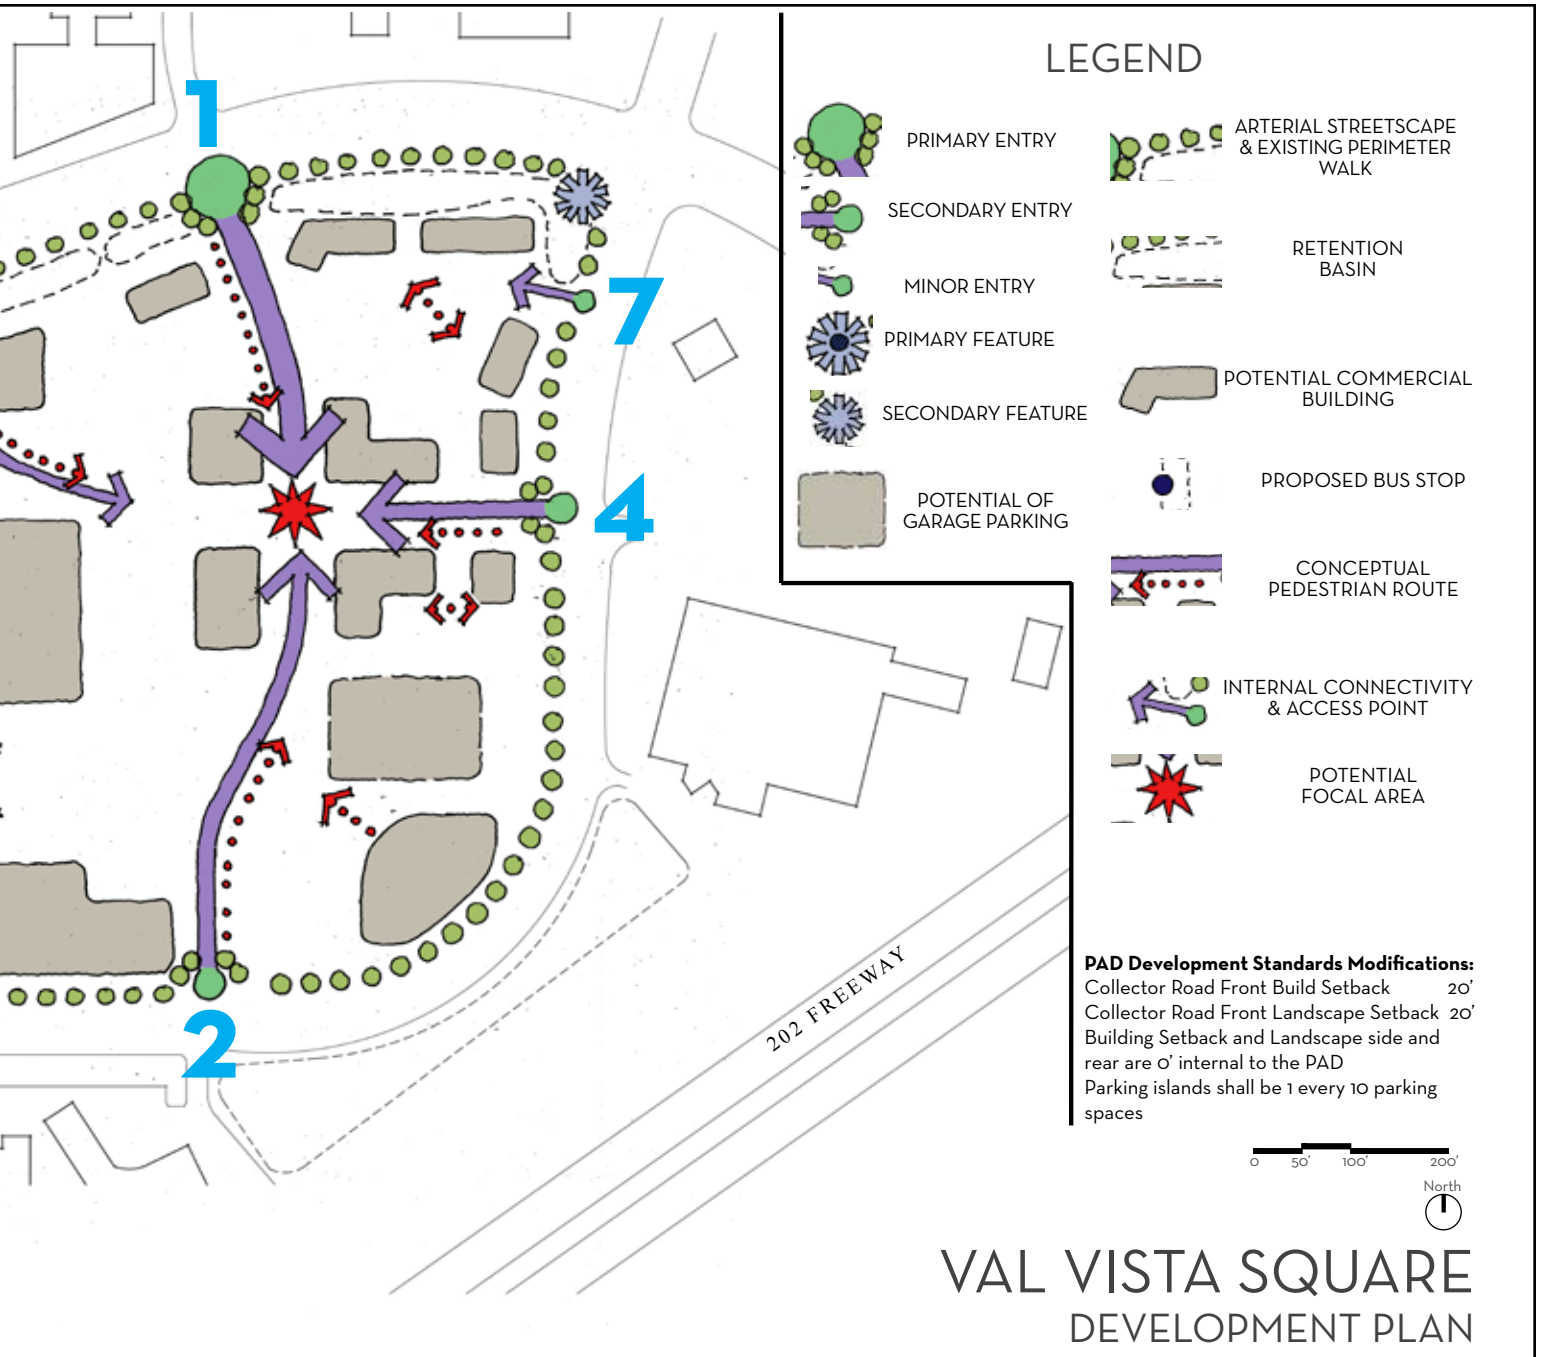 1
7
4
2
202 FREEWAY
LEGEND
PRIMARY ENTRY
SECONDARY ENTRY
MINOR ENTRY
PRIMARY FEATURE
SECONDARY FEATURE
POTENTIAL OF
GARAGE PARKING
ARTERIAL STREETSCAPE
& EXISTING PERIMETER
WALK
RETENTION
BASIN
POTENTIAL COMMERCIAL
BUILDING
PROPOSED BUS STOP
CONCEPTUAL
PEDESTRIAN ROUTE
INTERNAL CONNECTIVITY
& ACCESS POINT
POTENTIAL
FOCAL AREA
PAD Development Standards Modifications:
Collector Road Front Build Setback 20'
Collector Road Front Landscape Setback 20'
Building Setback and Landscape side and
rear are 0' internal to the PAD
Parking islands shall be 1 every 10 parking
spaces
0 50' 100' 200'
North
VAL VISTA SQUARE
DEVELOPMENT PLAN